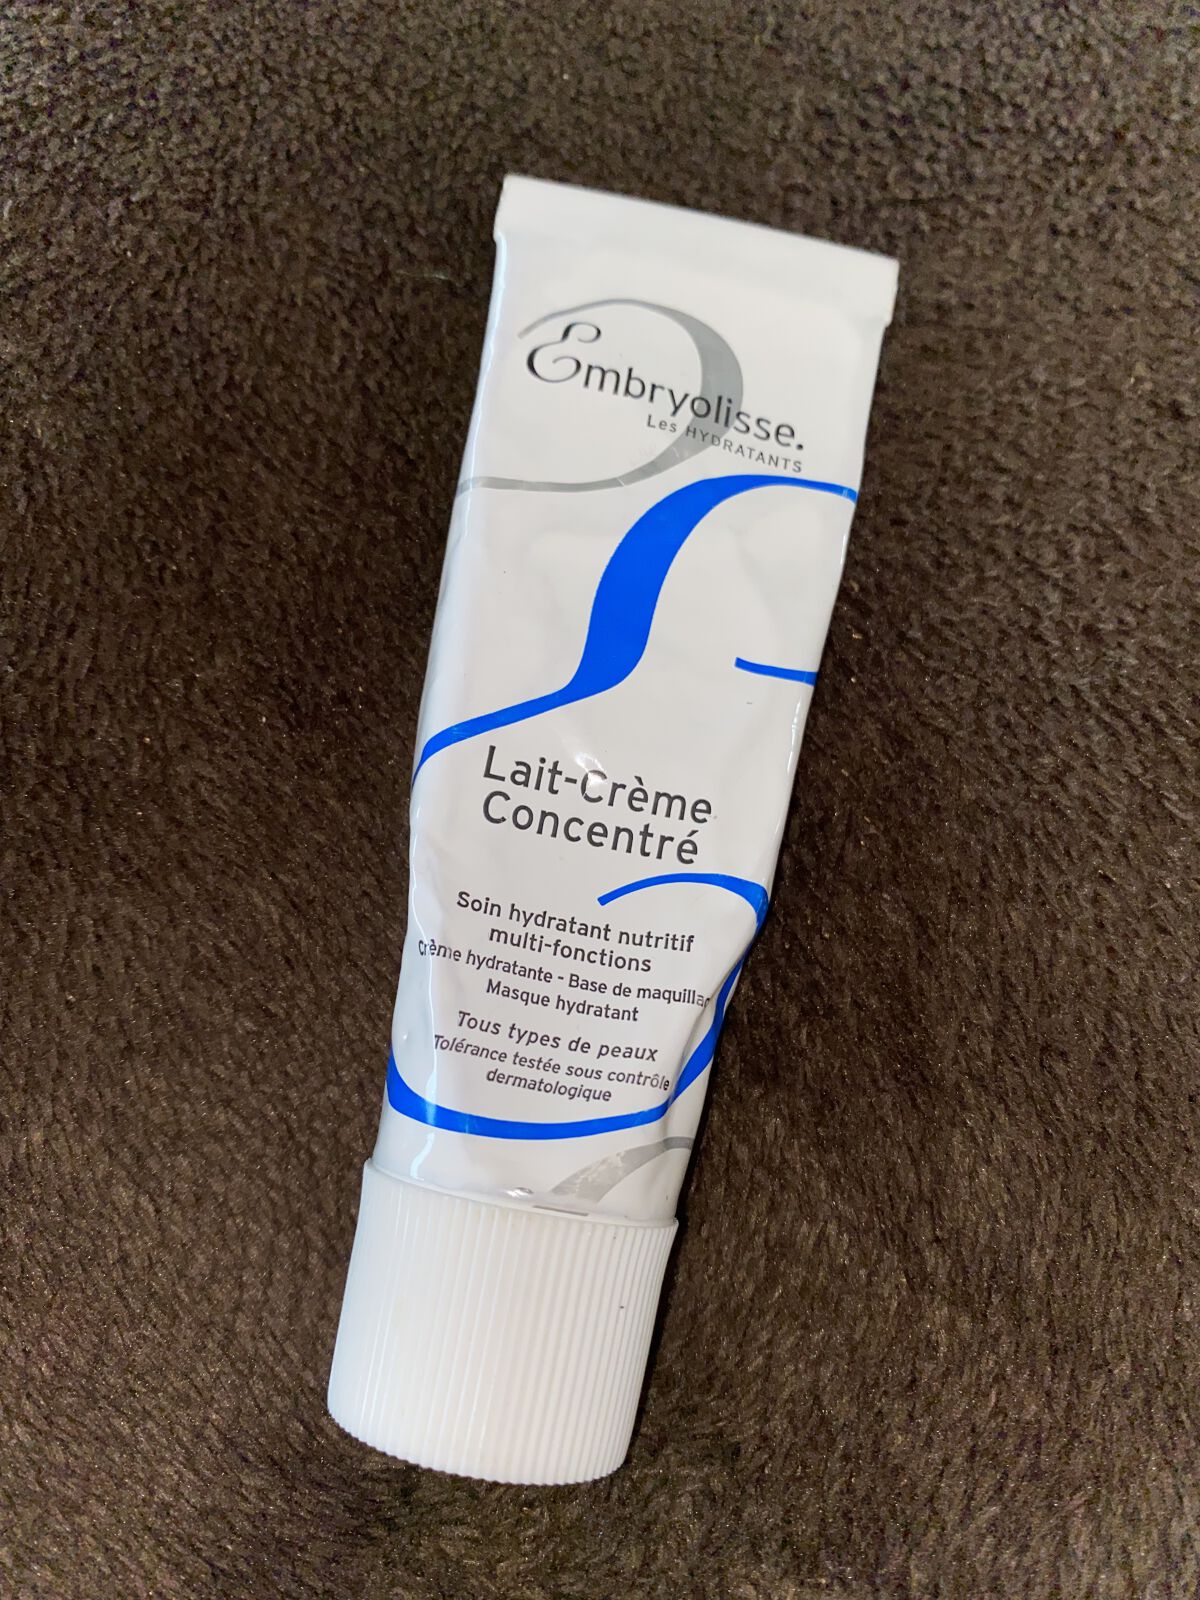 Embryolisse.
Les HYDRATANTS
Lait-Crème
Concentré
Soin hydratant nutritif
multi-fonctions
Crème hydratante - Base de
Masque hydratant
Tous types de peaux
Tolérance testée sous contrôle
dermatologique